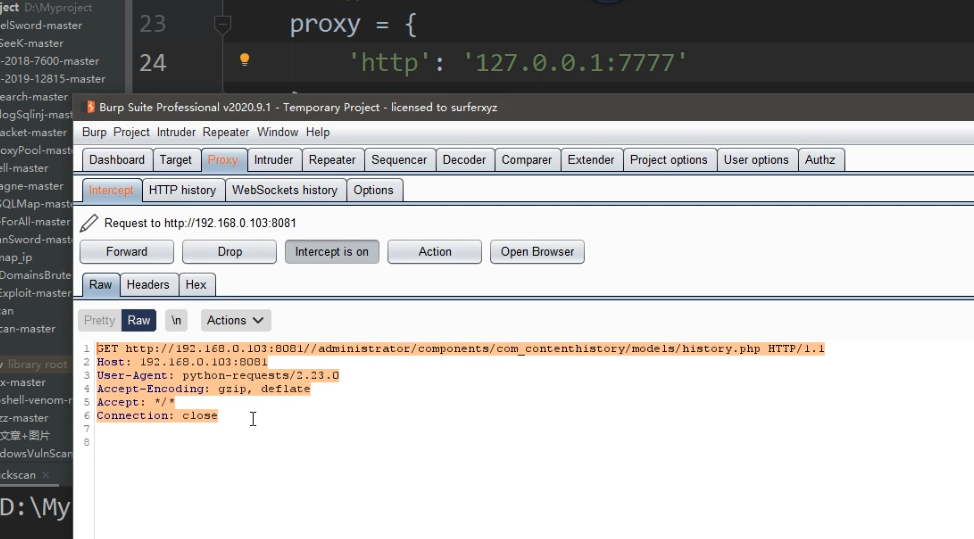 ject D:\Myproject
elSword-master
SeeK-master
-2018-7600-master
-2019-12815-master
earch-master
logSqlinj-mast
acket-master
oxyPool-mast
ell-master
agne-master
SQLMap-mast
eForAll-master
unSword-mast
nap_ip
DomainsBrute
Exploit-master
can
can-master
library root
x-master
shell-venom-r
zz-master
文章+图片
dowsVulnScan
ckscan ×
D:\My
23 proxy = {
24 'http': '127.0.0.1:7777'
Burp Suite Professional v2020.9.1 - Temporary Project - licensed to surferxyz
Burp Project Intruder Repeater Window Help
Dashboard Target Proxy Intruder Repeater Sequencer Decoder Comparer Extender Project options User options Authz
Intercept HTTP history WebSockets history Options
Request to http://192.168.0.103:8081
Forward Drop Intercept is on Action Open Browser
Raw Headers Hex
Pretty Raw \n Actions
1 GET http://192.168.0.103:8081//administrator/components/com_contenthistory/models/history.php HTTP/1.1
2 Host: 192.168.0.103:8081
3 User-Agent: python-requests/2.23.0
4 Accept-Encoding: gzip, deflate
5 Accept: */*
6 Connection: close
7
8